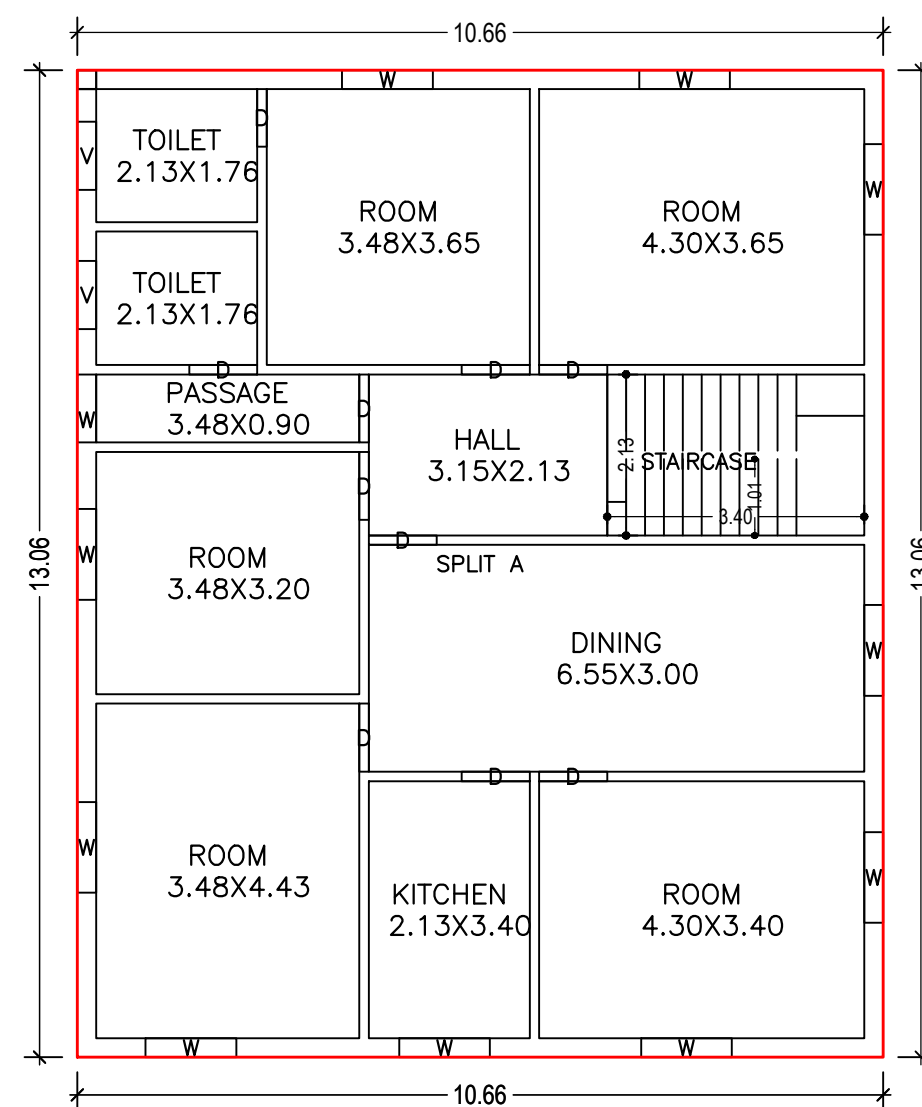 10.66
W
W
D
TOILET
2.13X1.76
V
W
ROOM
3.48X3.65
ROOM
4.30X3.65
TOILET
2.13X1.76
V
D
D
D
PASSAGE
3.48X0.90
W
D
HALL
3.15X2.13
2.13
STAIRCASE
1.01
3.40
D
D
SPLIT A
13.06
13.06
W
ROOM
3.48X3.20
DINING
6.55X3.00
W
D
D
D
W
ROOM
3.48X4.43
KITCHEN
2.13X3.40
ROOM
4.30X3.40
W
W
W
W
10.66